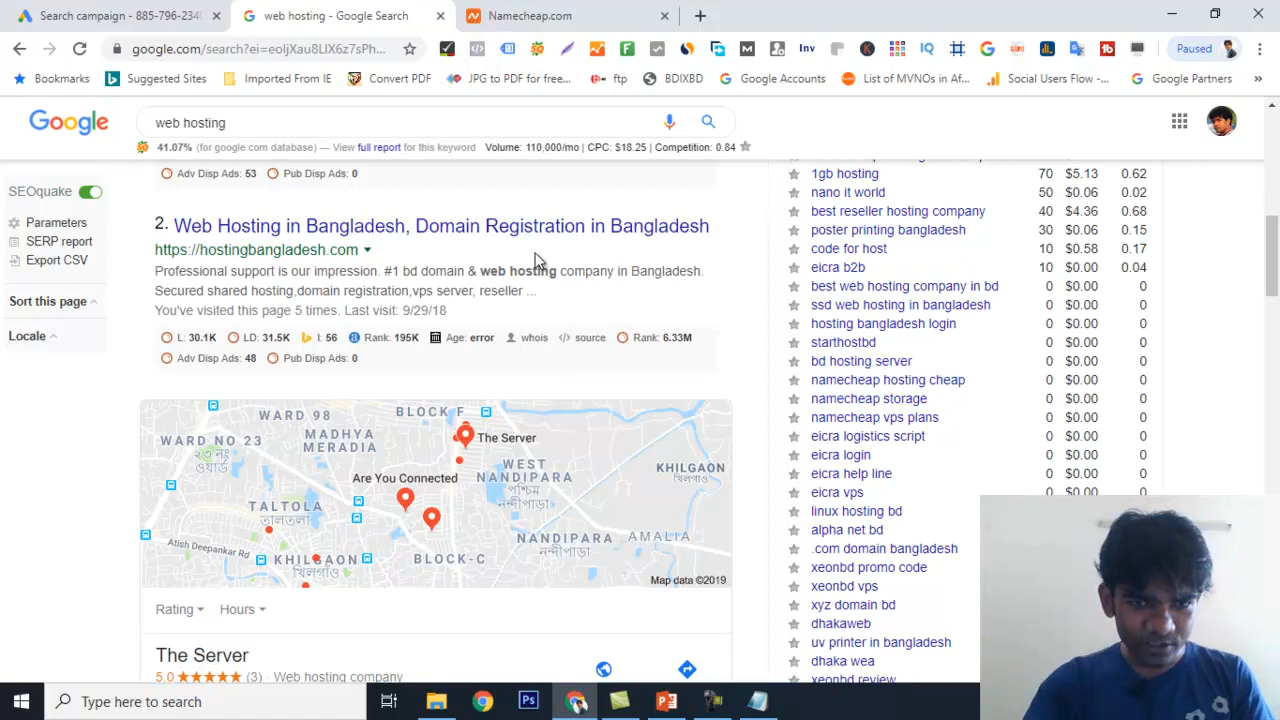 Search campaign - 885-796-234
web hosting - Google Search
Namecheap.com
google.com/search?ei=eoljXau8LIX6z7sPh...
Inv
Paused
Bookmarks
Suggested Sites
Imported From IE
Convert PDF
JPG to PDF for free...
ftp
BDIXBD
Google Accounts
List of MVNOs in Af...
Social Users Flow -...
Google Partners
Google
web hosting
41.07% (for google.com database) — View full report for this keyword Volume: 110,000/mo | CPC: $18.25 | Competition: 0.84
SEOquake
Parameters
SERP report
Export CSV
Sort this page
Locale
Adv Disp Ads: 53 Pub Disp Ads: 0
2. Web Hosting in Bangladesh, Domain Registration in Bangladesh
https://hostingbangladesh.com
Professional support is our impression. #1 bd domain & web hosting company in Bangladesh.
Secured shared hosting,domain registration,vps server, reseller ...
You've visited this page 5 times. Last visit: 9/29/18
L: 30.1K LD: 31.5K I: 56 Rank: 195K Age: error whois source Rank: 6.33M
Adv Disp Ads: 48 Pub Disp Ads: 0
WARD 98
BLOCK F
WARD NO 23
ওয়ার্ড
নং ২৩
MADHYA
MERADIA
The Server
WEST
NANDIPARA
পশ্চিম
নন্দীপাড়া
KHILGAON
খিলগাঁও
Are You Connected
TALTOLA
তালতলা
NANDIPARA
নন্দিপাড়া
AMALIA
Atish Deepankar Rd
KHILGAON
খিলগাঁও
BLOCK-C
Map data ©2019
Rating
Hours
The Server
5.0 ★★★★★ (3) · Web hosting company
1gb hosting 70 $5.13 0.62
nano it world 50 $0.06 0.02
best reseller hosting company 40 $4.36 0.68
poster printing bangladesh 30 $0.06 0.15
code for host 10 $0.58 0.17
eicra b2b 10 $0.00 0.04
best web hosting company in bd 0 $0.00 0
ssd web hosting in bangladesh 0 $0.00 0
hosting bangladesh login 0 $0.00 0
starthostbd 0 $0.00 0
bd hosting server 0 $0.00 0
namecheap hosting cheap 0 $0.00 0
namecheap storage 0 $0.00 0
namecheap vps plans 0 $0.00 0
eicra logistics script 0 $0.00 0
eicra login 0 $0.00 0
eicra help line 0 $0.00 0
eicra vps 0 $0.00 0
linux hosting bd
alpha net bd
.com domain bangladesh
xeonbd promo code
xeonbd vps
xyz domain bd
dhakaweb
uv printer in bangladesh
dhaka wea
xeonbd review
Type here to search